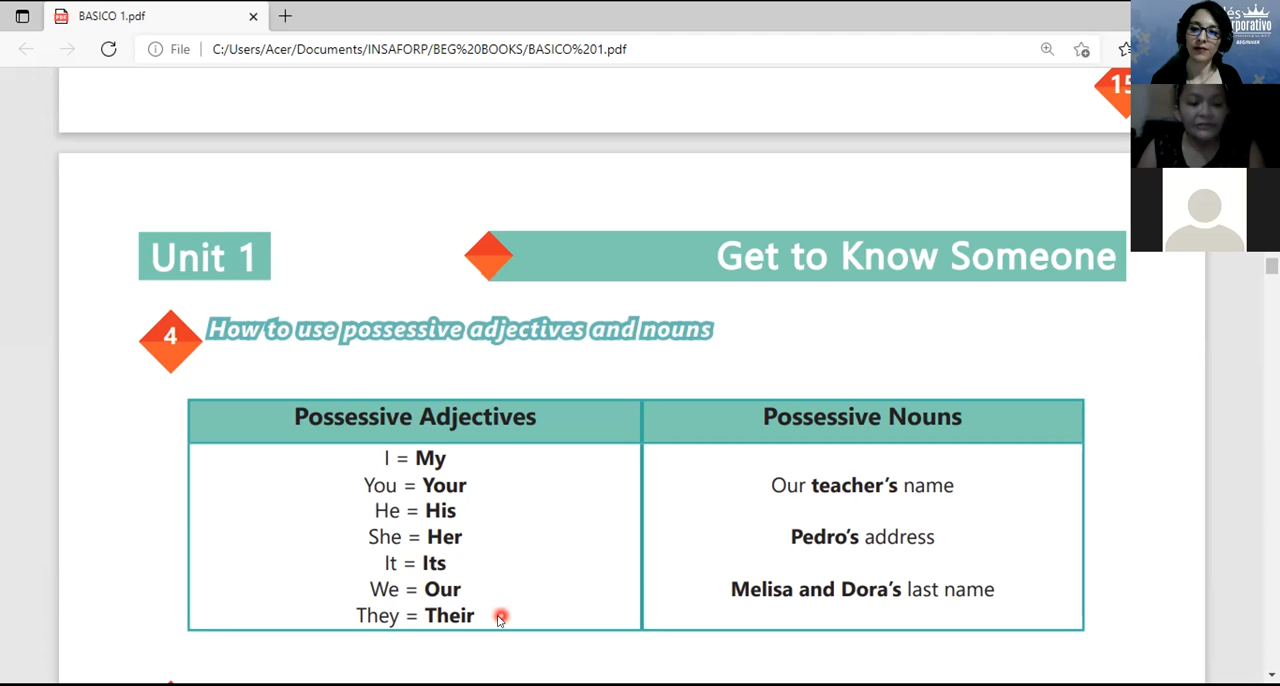 BASICO 1.pdf
File C:/Users/Acer/Documents/INSAFORP/BEG%20BOOKS/BASICO%201.pdf
BEGINNER
Unit 1
Get to Know Someone
4 How to use possessive adjectives and nouns
Possessive Adjectives
I = My
You = Your
He = His
She = Her
It = Its
We = Our
They = Their
Possessive Nouns
Our teacher's name
Pedro's address
Melisa and Dora's last name